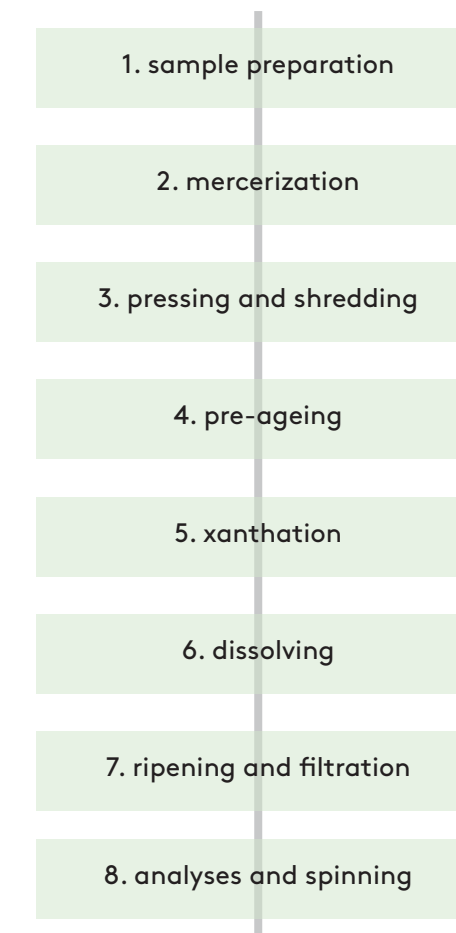 1. sample preparation
2. mercerization
3. pressing and shredding
4. pre-ageing
5. xanthation
6. dissolving
7. ripening and filtration
8. analyses and spinning